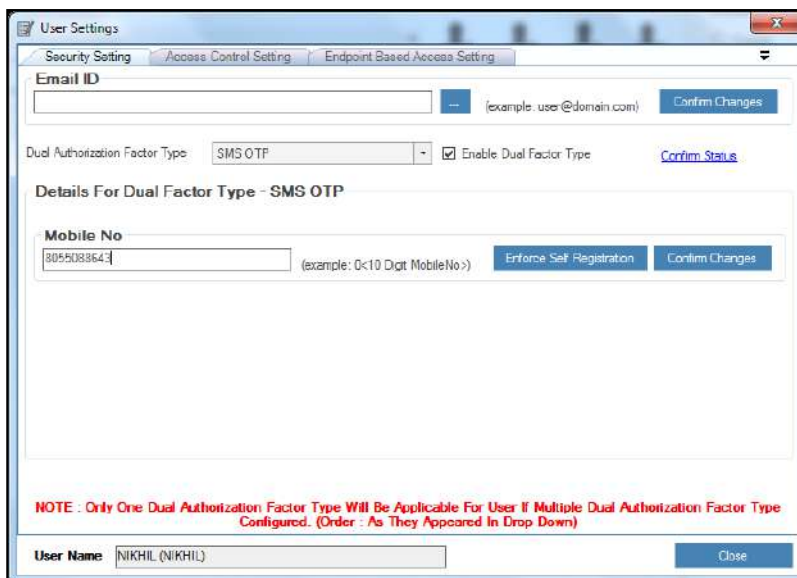 User Settings
Security Setting Access Control Setting Endpoint Based Access Setting
Email ID
... (example: user@domain.com) Confirm Changes
Dual Authorization Factor Type SMS OTP Enable Dual Factor Type Confirm Status
Details For Dual Factor Type - SMS OTP
Mobile No
8055088643 (example: 0<10 Digit MobileNo>) Enforce Self Registration Confirm Changes
NOTE : Only One Dual Authorization Factor Type Will Be Applicable For User If Multiple Dual Authorization Factor Type
Configured. (Order : As They Appeared In Drop Down)
User Name NIKHIL (NIKHIL) Close